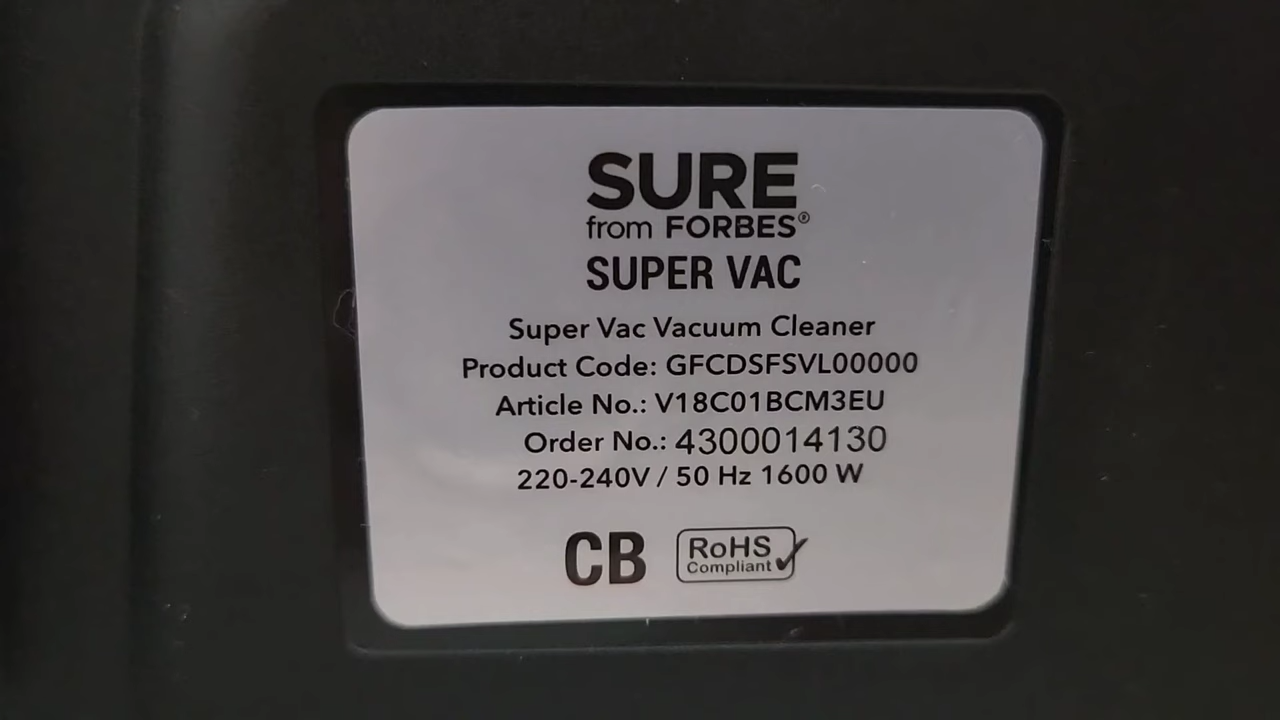 SURE
from FORBES®
SUPER VAC
Super Vac Vacuum Cleaner
Product Code: GFCDSFSVL00000
Article No.: V18C01BCM3EU
Order No.: 4300014130
220-240V / 50 Hz 1600 W
CB
RoHS
Compliant